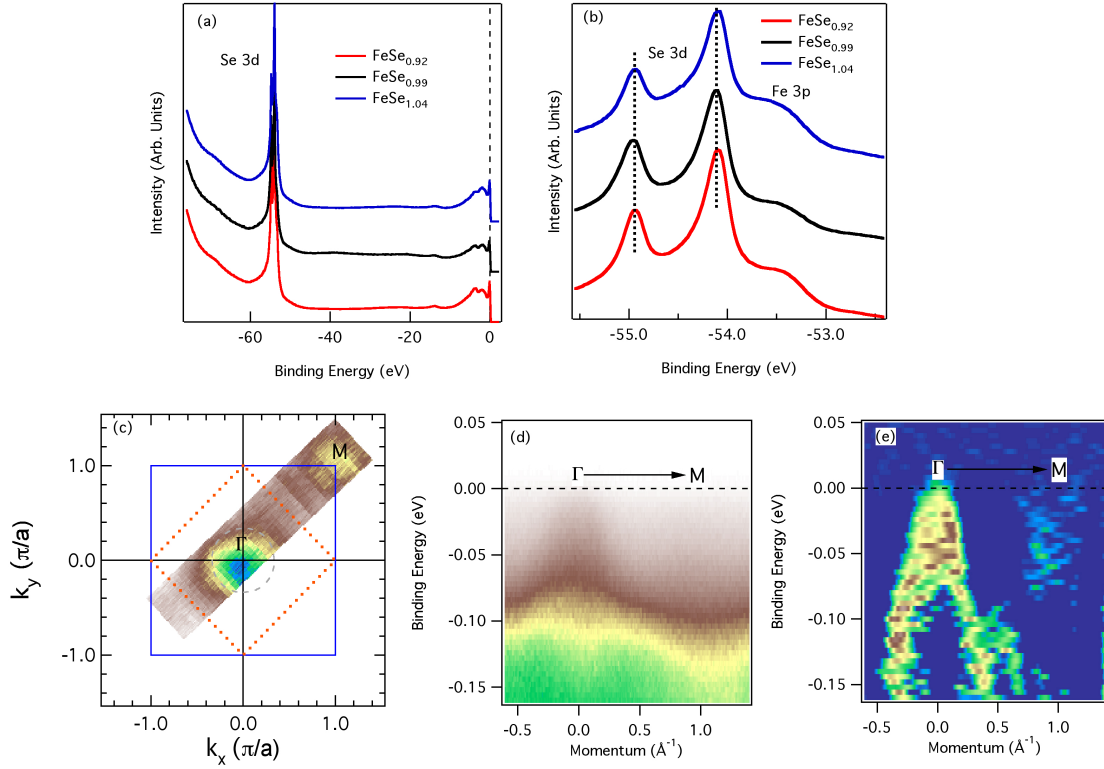 (a)
Se 3d
FeSe0.92
FeSe0.99
FeSe1.04
Intensity (Arb. Units)
-60
-40
-20
0
Binding Energy (eV)
(b)
Se 3d
FeSe0.92
FeSe0.99
FeSe1.04
Fe 3p
Intensity (Arb. Units)
-55.0
-54.0
-53.0
Binding Energy (eV)
(c)
M
Γ
1.0
0.0
-1.0
ky (π/a)
-1.0
0.0
1.0
kx (π/a)
(d)
Γ
M
0.05
0.00
-0.05
-0.10
-0.15
Binding Energy (eV)
-0.5
0.0
0.5
1.0
Momentum (Å-1)
(e)
Γ
M
0.05
0.00
-0.05
-0.10
-0.15
Binding Energy (eV)
-0.5
0.0
0.5
1.0
Momentum (Å-1)